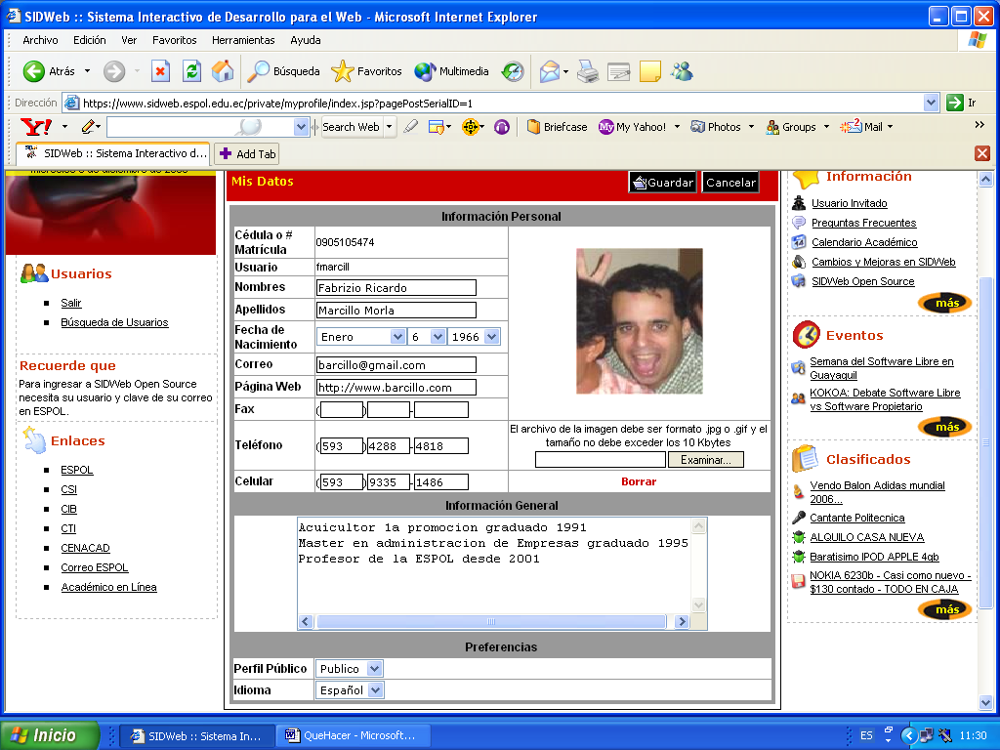 SIDWeb :: Sistema Interactivo de Desarrollo para el Web - Microsoft Internet Explorer
Archivo Edición Ver Favoritos Herramientas Ayuda
Atrás Búsqueda Favoritos Multimedia
Dirección https://www.sidweb.espol.edu.ec/private/myprofile/index.jsp?pagePostSerialID=1 Ir
Y! Search Web Briefcase My Yahoo! Photos Groups 2 Mail »
SIDWeb :: Sistema Interactivo d... Add Tab
miércoles 6 de diciembre de
Usuarios
Salir
Búsqueda de Usuarios
Recuerde que
Para ingresar a SIDWeb Open Source
necesita su usuario y clave de su correo
en ESPOL.
Enlaces
ESPOL
CSI
CIB
CTI
CENACAD
Correo ESPOL
Académico en Línea
Mis Datos Guardar Cancelar
Información Personal
Cédula o #
Matrícula 0905105474
Usuario fmarcill
Nombres Fabrizio Ricardo
Apellidos Marcillo Morla
Fecha de
Nacimiento Enero 6 1966
Correo barcillo@gmail.com
Página Web http://www.barcillo.com
Fax ( ) -
Teléfono (593 )4288 -4818
Celular (593 )9335 -1486
El archivo de la imagen debe ser formato .jpg o .gif y el
tamaño no debe exceder los 10 Kbytes
Examinar...
Borrar
Información General
Acuicultor 1a promocion graduado 1991
Master en administracion de Empresas graduado 1995
Profesor de la ESPOL desde 2001
Preferencias
Perfil Público Publico
Idioma Español
Información
Usuario Invitado
Preguntas Frecuentes
Calendario Académico
Cambios y Mejoras en SIDWeb
SIDWeb Open Source
más
Eventos
Semana del Software Libre en
Guayaquil
KOKOA: Debate Software Libre
vs Software Propietario
más
Clasificados
Vendo Balon Adidas mundial
2006...
Cantante Politecnica
ALQUILO CASA NUEVA
Baratisimo IPOD APPLE 4gb
NOKIA 6230b - Casi como nuevo -
$130 contado - TODO EN CAJA
más
Inicio SIDWeb :: Sistema In... QueHacer - Microsoft... ES 11:30